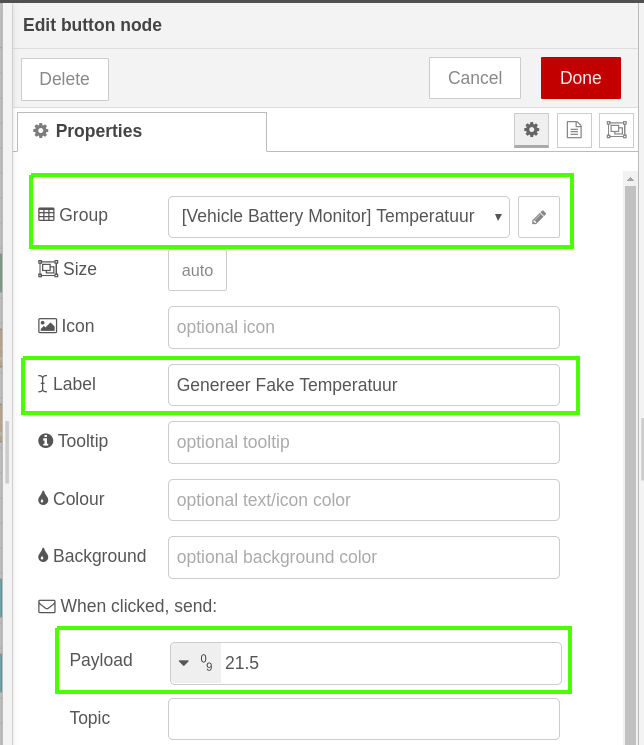 Edit button node
Delete
Cancel
Done
Properties
Group
[Vehicle Battery Monitor] Temperatuur
Size
auto
Icon
optional icon
Label
Genereer Fake Temperatuur
Tooltip
optional tooltip
Colour
optional text/icon color
Background
optional background color
When clicked, send:
Payload
09
21.5
Topic